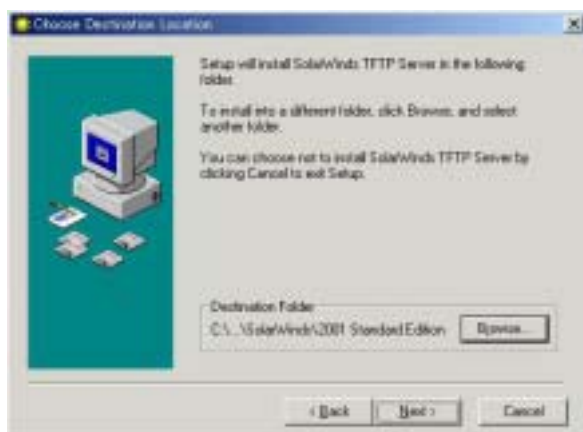 Choose Destination Location
Setup will install SolarWinds TFTP Server in the following
folder.
To install into a different folder, click Browse, and select
another folder.
You can choose not to install SolarWinds TFTP Server by
clicking Cancel to exit Setup.
Destination Folder
C:\...\SolarWinds\2001 Standard Edition
Browse...
< Back
Next >
Cancel